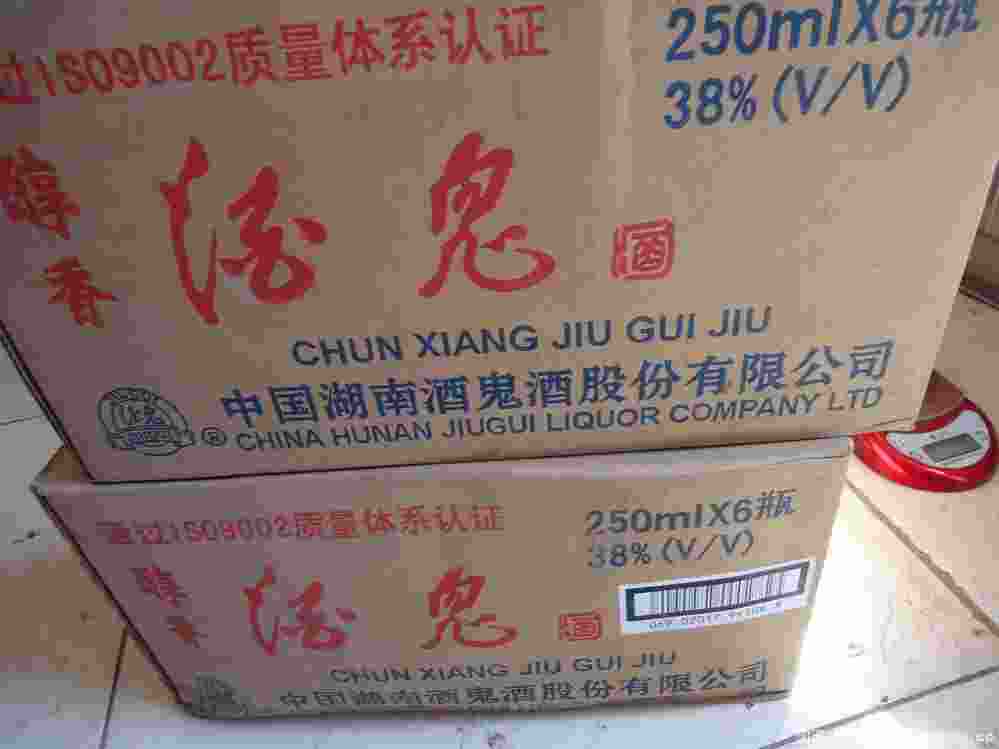 过ISO9002质量体系认证
250mlX6瓶
38%(V/V)
醇香
酒鬼
酒
CHUN XIANG JIU GUI JIU
中国湖南酒鬼酒股份有限公司
® CHINA HUNAN JIUGUI LIQUOR COMPANY LTD
通过ISO9002质量体系认证
250mlX6瓶
38%(V/V)
醇香
酒鬼
酒
CHUN XIANG JIU GUI JIU
中国湖南酒鬼酒股份有限公司